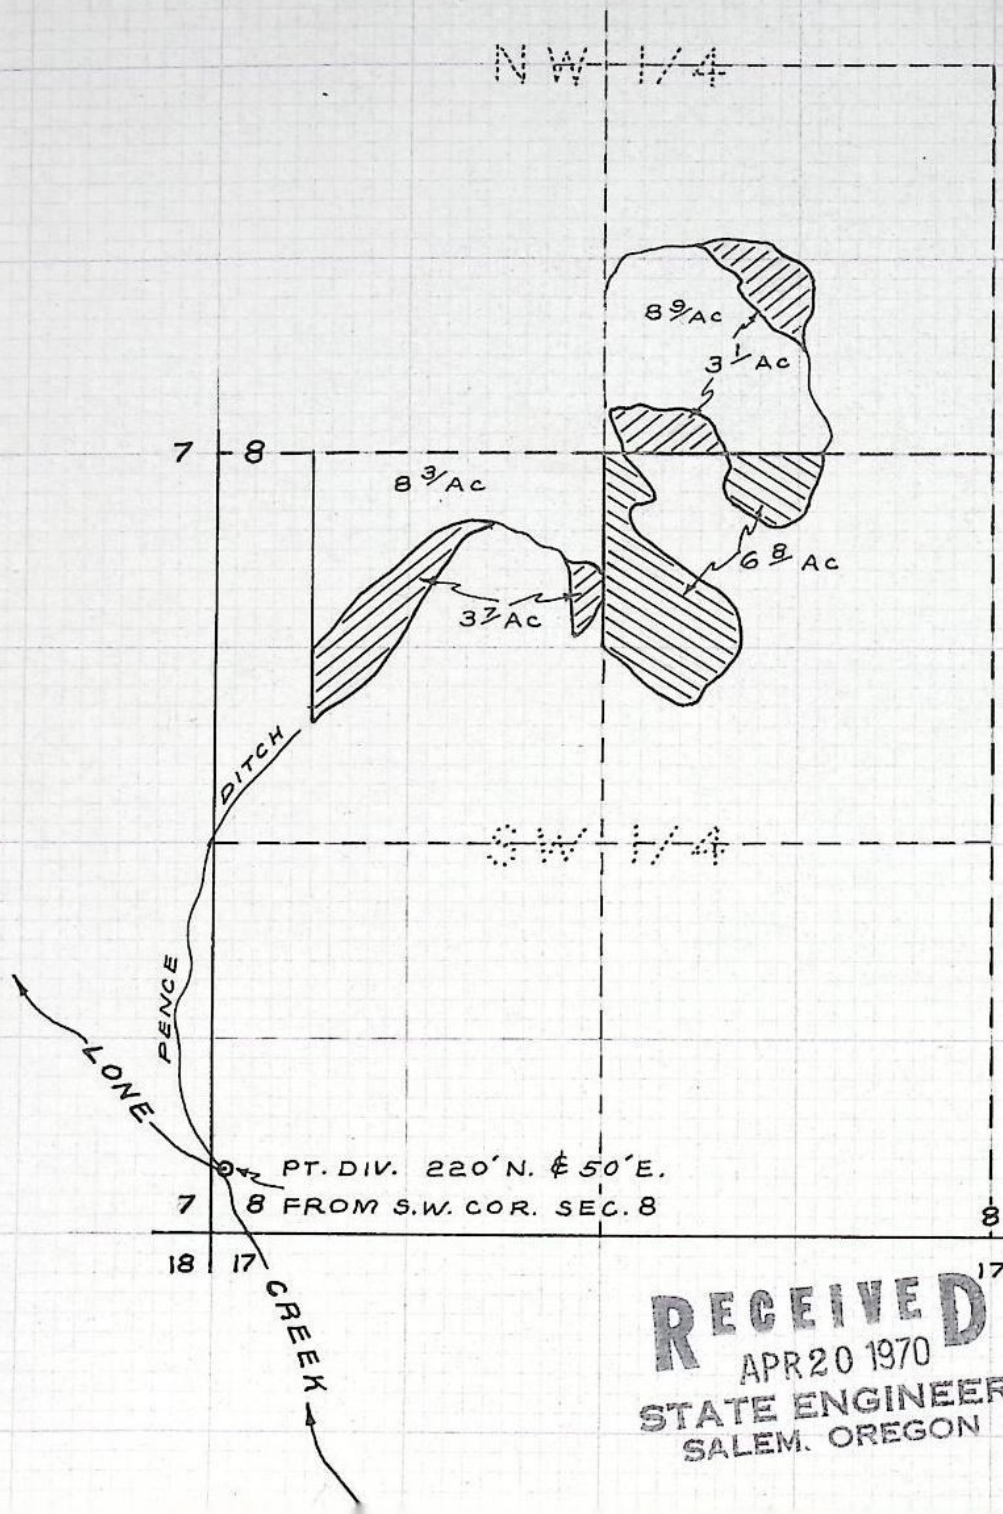 NW 1/4
8 9/Ac
3 1/Ac
7 8
8 3/Ac
6 8/Ac
3 7/Ac
DITCH
SW 1/4
PENCE
LONE
PT. DIV. 220' N. & 50' E.
7 8 FROM S.W. COR. SEC. 8
8
18 17
17
CREEK
RECEIVED
APR 20 1970
STATE ENGINEER
SALEM. OREGON